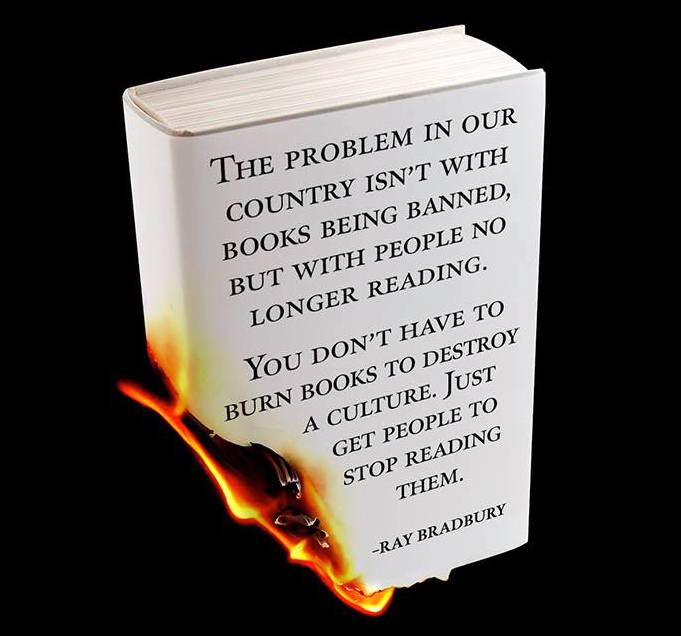 The problem in our
country isn't with
books being banned,
but with people no
longer reading.
You don't have to
burn books to destroy
a culture. Just
get people to
stop reading
them.
-Ray Bradbury